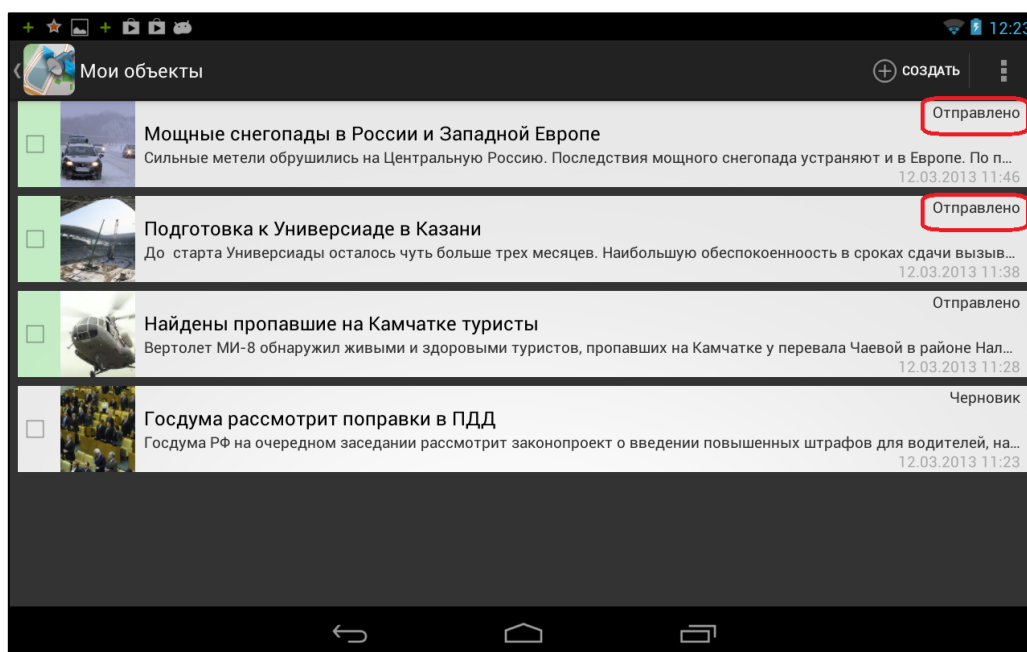 12:23
Мои объекты
СОЗДАТЬ
Отправлено
Мощные снегопады в России и Западной Европе
Сильные метели обрушились на Центральную Россию. Последствия мощного снегопада устраняют и в Европе. По п...
12.03.2013 11:46
Отправлено
Подготовка к Универсиаде в Казани
До старта Универсиады осталось чуть больше трех месяцев. Наибольшую обеспокоенноость в сроках сдачи вызыв...
12.03.2013 11:38
Отправлено
Найдены пропавшие на Камчатке туристы
Вертолет МИ-8 обнаружил живыми и здоровыми туристов, пропавших на Камчатке у перевала Чаевой в районе Нал...
12.03.2013 11:28
Черновик
Госдума рассмотрит поправки в ПДД
Госдума РФ на очередном заседании рассмотрит законопроект о введении повышенных штрафов для водителей, на...
12.03.2013 11:23